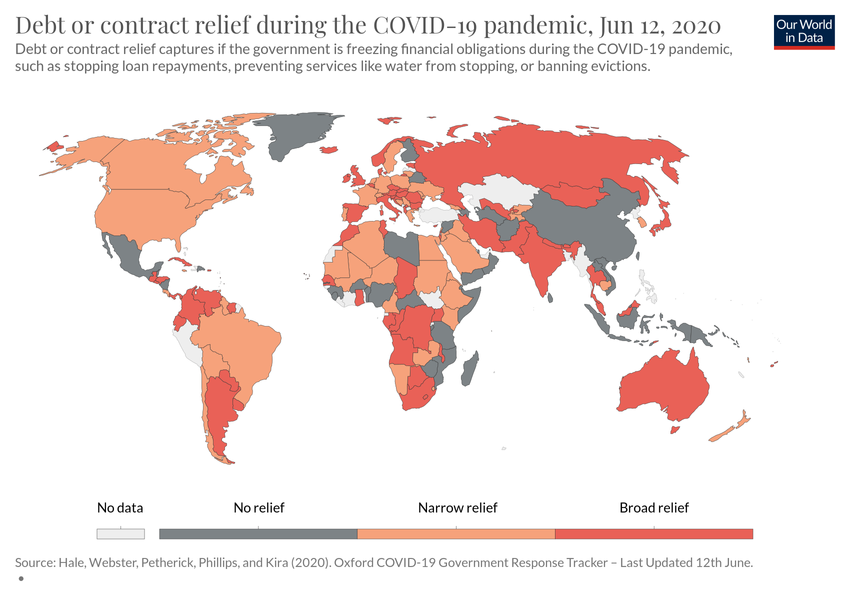 Debt or contract relief during the COVID-19 pandemic, Jun 12, 2020
Our World
in Data
Debt or contract relief captures if the government is freezing financial obligations during the COVID-19 pandemic,
such as stopping loan repayments, preventing services like water from stopping, or banning evictions.
No data
No relief
Narrow relief
Broad relief
Source: Hale, Webster, Petherick, Phillips, and Kira (2020). Oxford COVID-19 Government Response Tracker – Last Updated 12th June.
•